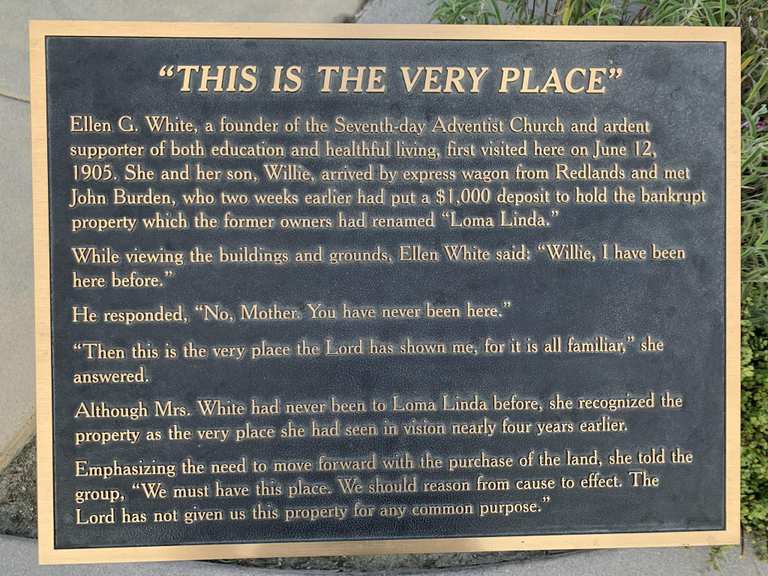 “THIS IS THE VERY PLACE”
Ellen G. White, a founder of the Seventh-day Adventist Church and ardent
supporter of both education and healthful living, first visited here on June 12,
1905. She and her son, Willie, arrived by express wagon from Redlands and met
John Burden, who two weeks earlier had put a $1,000 deposit to hold the bankrupt
property which the former owners had renamed “Loma Linda.”
While viewing the buildings and grounds, Ellen White said: “Willie, I have been
here before.”
He responded, “No, Mother. You have never been here.”
“Then this is the very place the Lord has shown me, for it is all familiar,” she
answered.
Although Mrs. White had never been to Loma Linda before, she recognized the
property as the very place she had seen in vision nearly four years earlier.
Emphasizing the need to move forward with the purchase of the land, she told the
group, “We must have this place. We should reason from cause to effect. The
Lord has not given us this property for any common purpose.”